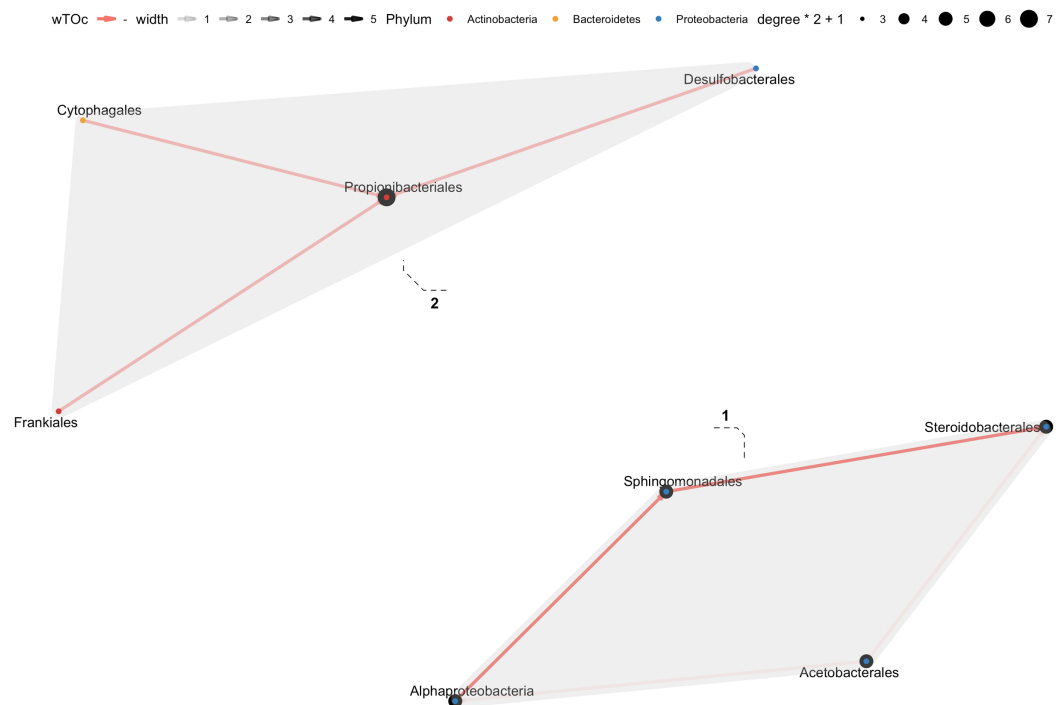 wTOc - width 1 2 3 4 5 Phylum Actinobacteria Bacteroidetes Proteobacteria degree * 2 + 1 3 4 5 6 7
Desulfobacterales
Cytophagales
Propionibacteriales
2
Frankiales
1
Steroidobacterales
Sphingomonadales
Acetobacterales
Alphaproteobacteria